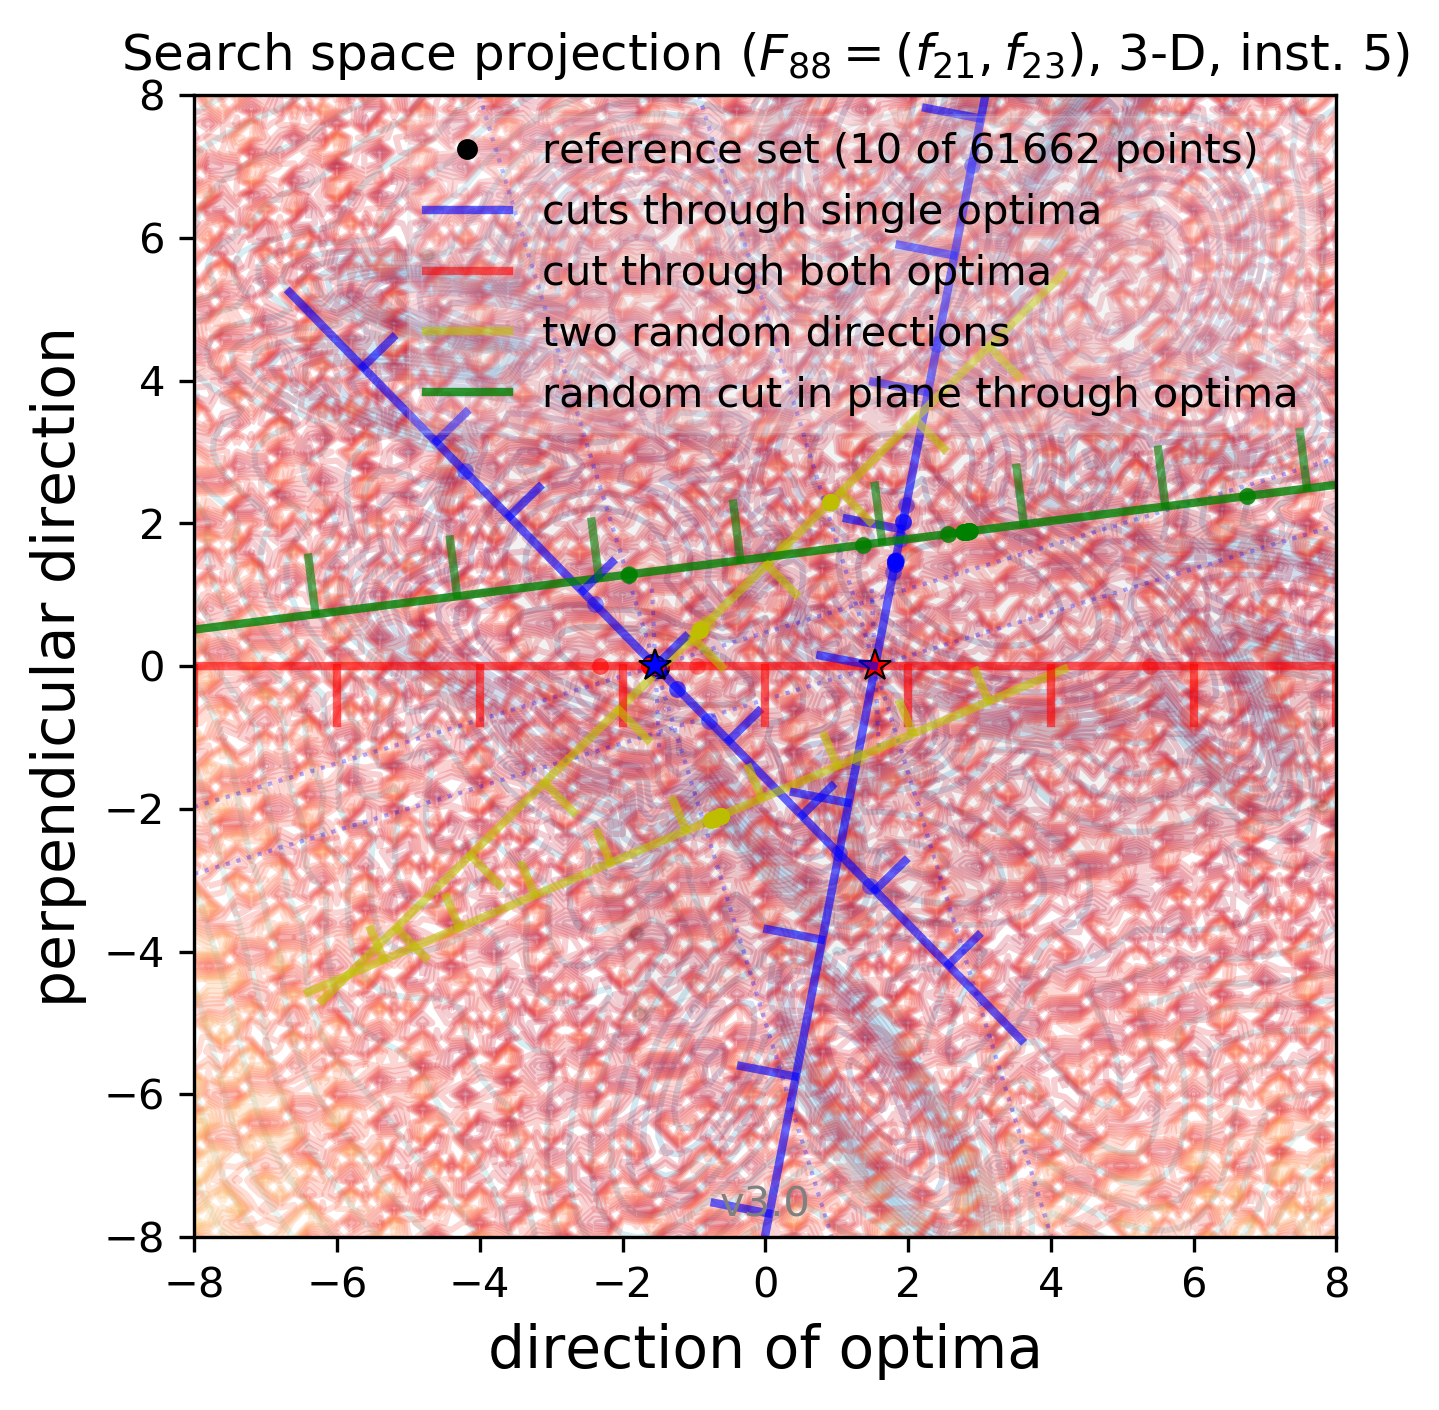 Search space projection (F88 = (f21, f23), 3-D, inst. 5)
8
reference set (10 of 61662 points)
cuts through single optima
6
cut through both optima
two random directions
4
random cut in plane through optima
2
0
−2
−4
−6
−8
perpendicular direction
v3.0
−8 −6 −4 −2 0 2 4 6 8
direction of optima